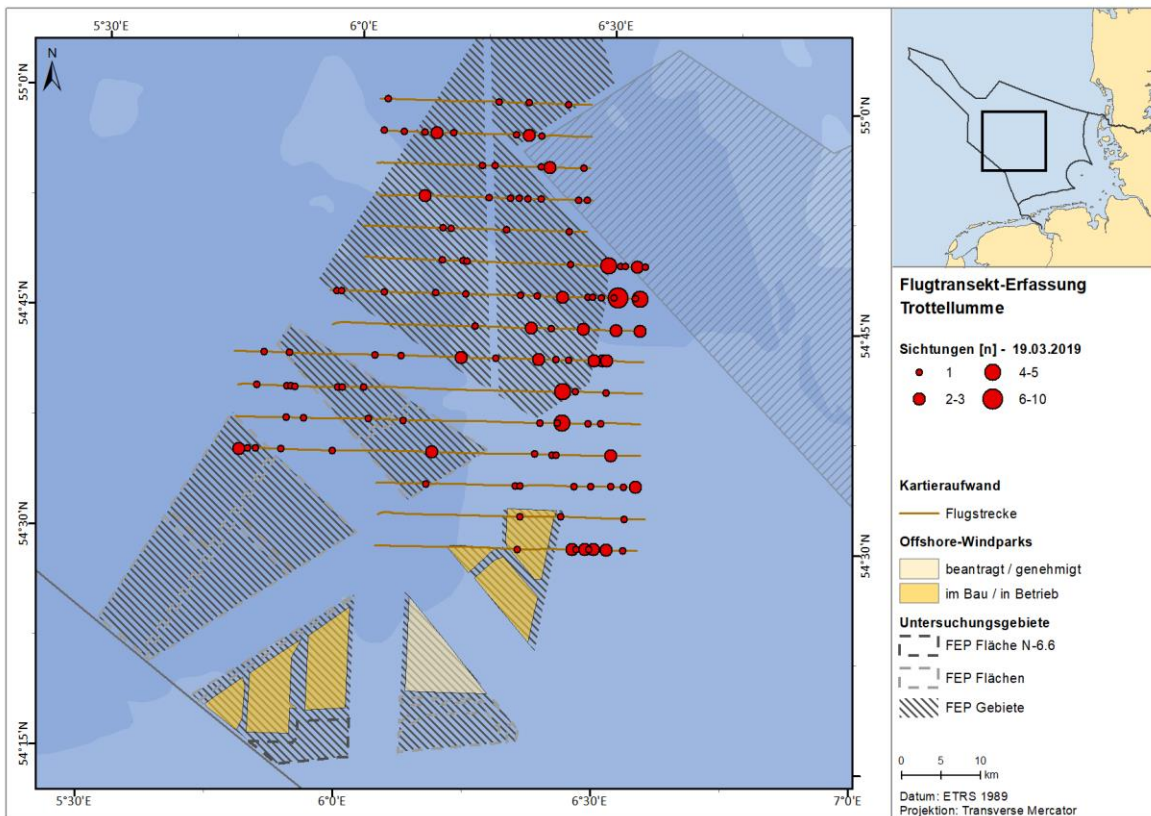 5°30'E
6°0'E
6°30'E
N
55°0'N
55°0'N
54°45'N
54°45'N
54°30'N
54°30'N
54°15'N
5°30'E
6°0'E
6°30'E
7°0'E
Flugtransekt-Erfassung
Trottellumme
Sichtungen [n] - 19.03.2019
1
4-5
2-3
6-10
Kartieraufwand
Flugstrecke
Offshore-Windparks
beantragt / genehmigt
im Bau / in Betrieb
Untersuchungsgebiete
FEP Fläche N-6.6
FEP Flächen
FEP Gebiete
0 5 10
km
Datum: ETRS 1989
Projektion: Transverse Mercator